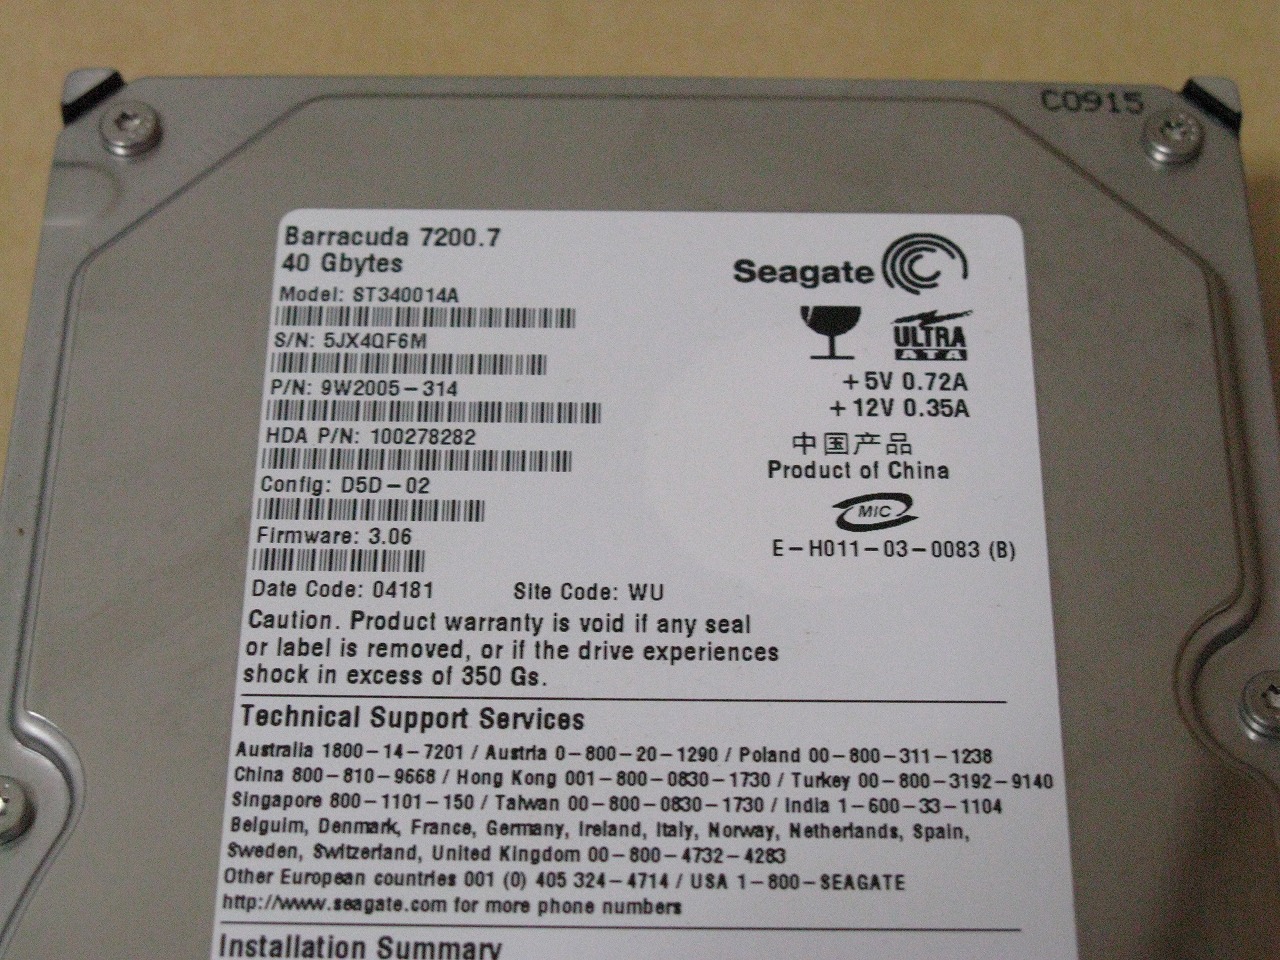 C0915
Barracuda 7200.7
40 Gbytes
Model: ST340014A
S/N: 5JX4QF6M
P/N: 9W2005-314
HDA P/N: 100278282
Config: D5D-02
Firmware: 3.06
Date Code: 04181 Site Code: WU
Seagate
ULTRA
ATA
+5V 0.72A
+12V 0.35A
中国产品
Product of China
MIC
E-H011-03-0083 (B)
Caution. Product warranty is void if any seal
or label is removed, or if the drive experiences
shock in excess of 350 Gs.
Technical Support Services
Australia 1800-14-7201 / Austria 0-800-20-1290 / Poland 00-800-311-1238
China 800-810-9668 / Hong Kong 001-800-0830-1730 / Turkey 00-800-3192-9140
Singapore 800-1101-150 / Taiwan 00-800-0830-1730 / India 1-600-33-1104
Belguim, Denmark, France, Germany, Ireland, Italy, Norway, Netherlands, Spain,
Sweden, Switzerland, United Kingdom 00-800-4732-4283
Other European countries 001 (0) 405 324-4714 / USA 1-800-SEAGATE
http://www.seagate.com for more phone numbers
Installation Summary